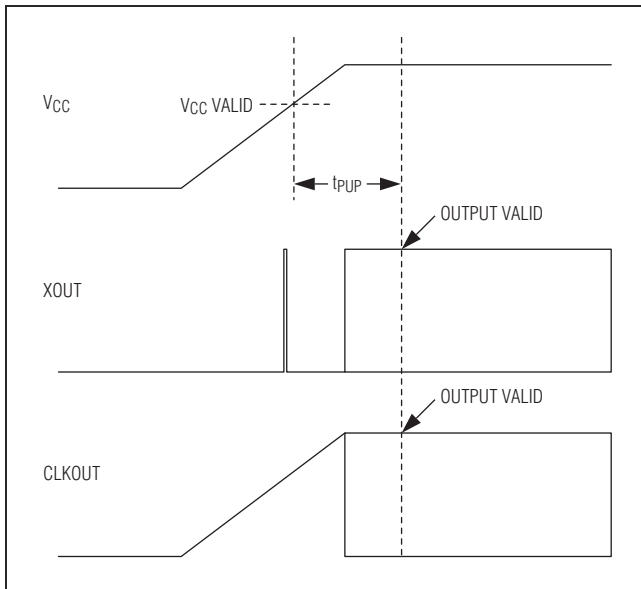 VCC
VCC VALID
tPUP
OUTPUT VALID
XOUT
OUTPUT VALID
CLKOUT